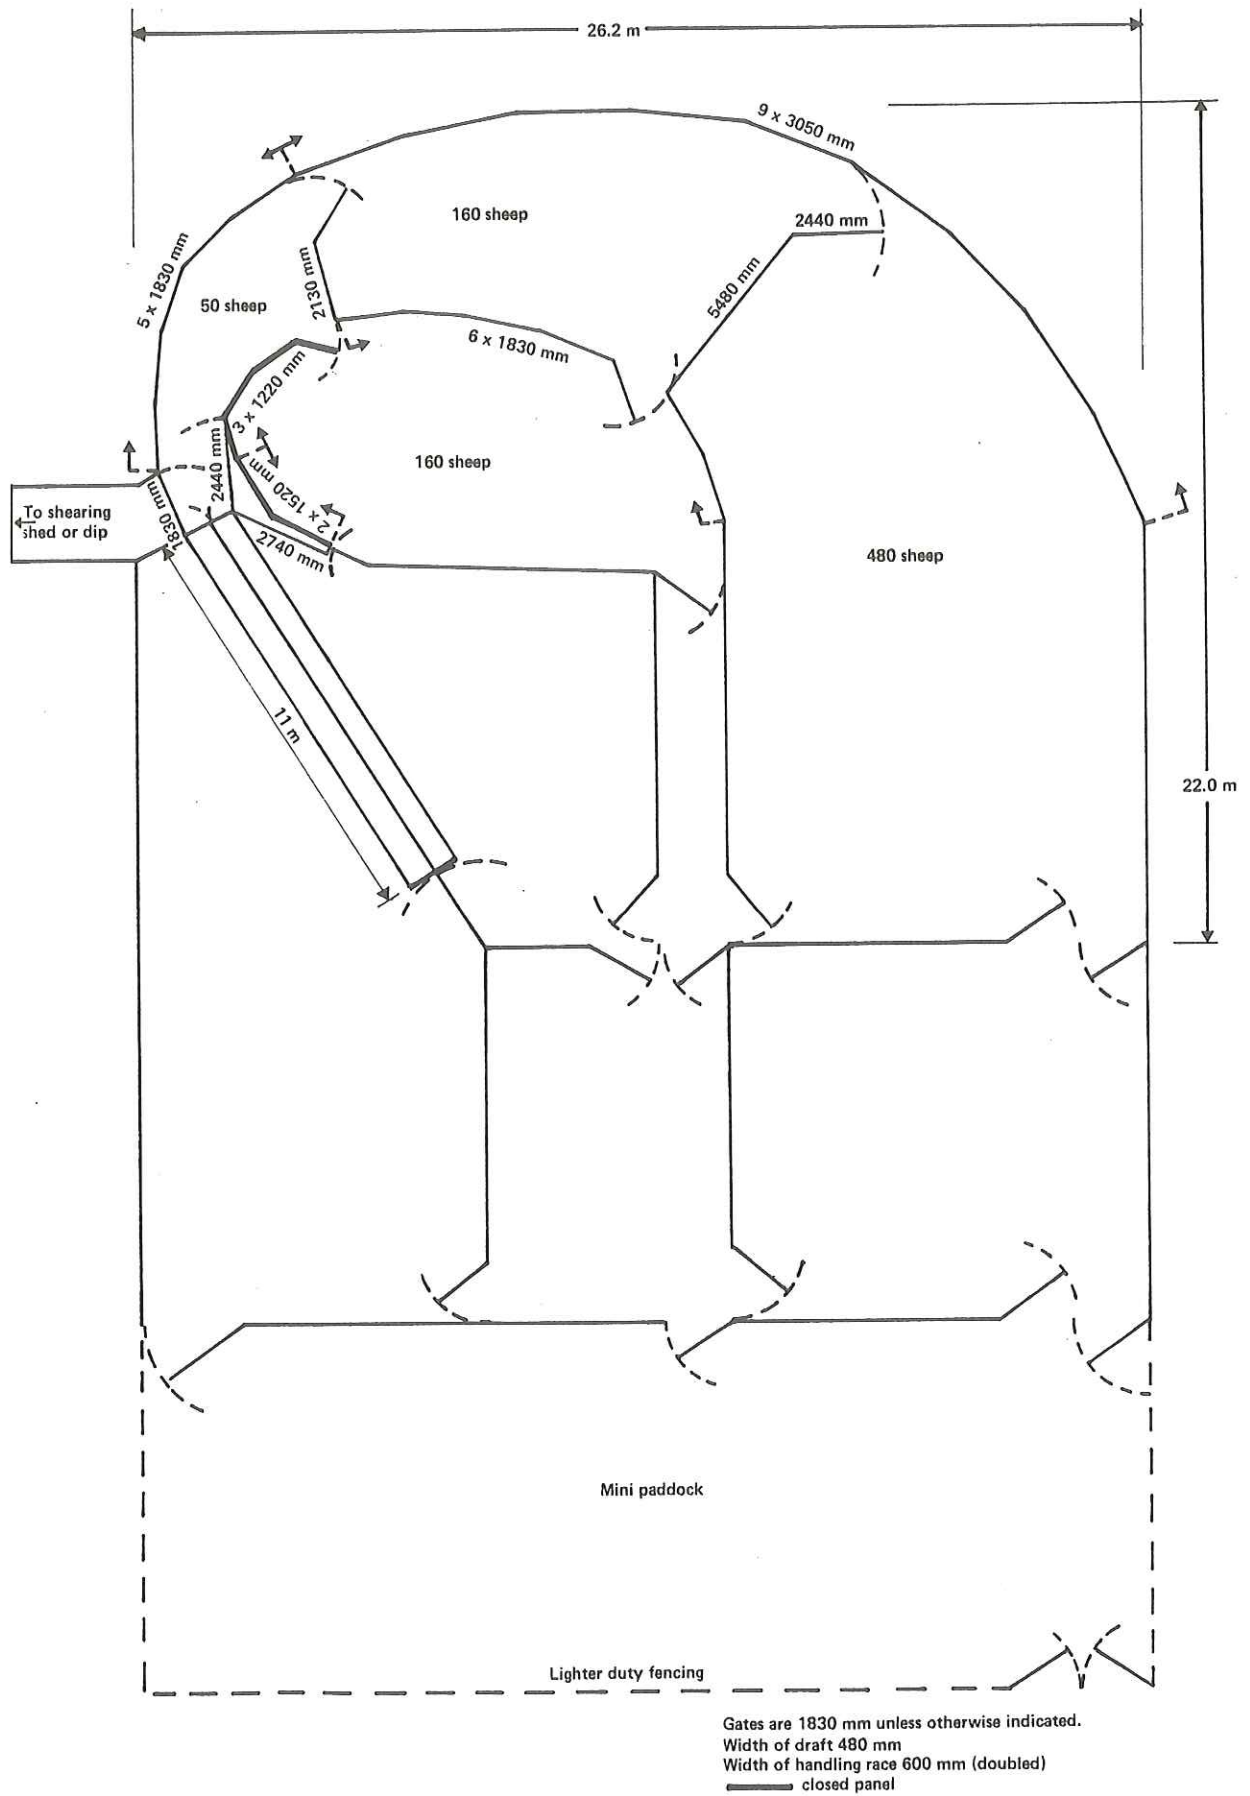 26.2 m
9 x 3050 mm
160 sheep
2440 mm
5 x 1830 mm
2130 mm
5480 mm
50 sheep
6 x 1830 mm
3 x 1220 mm
2440 mm
160 sheep
2 x 1520 mm
1830 mm
To shearing
shed or dip
2740 mm
480 sheep
11 m
22.0 m
Mini paddock
Lighter duty fencing
Gates are 1830 mm unless otherwise indicated.
Width of draft 480 mm
Width of handling race 600 mm (doubled)
closed panel